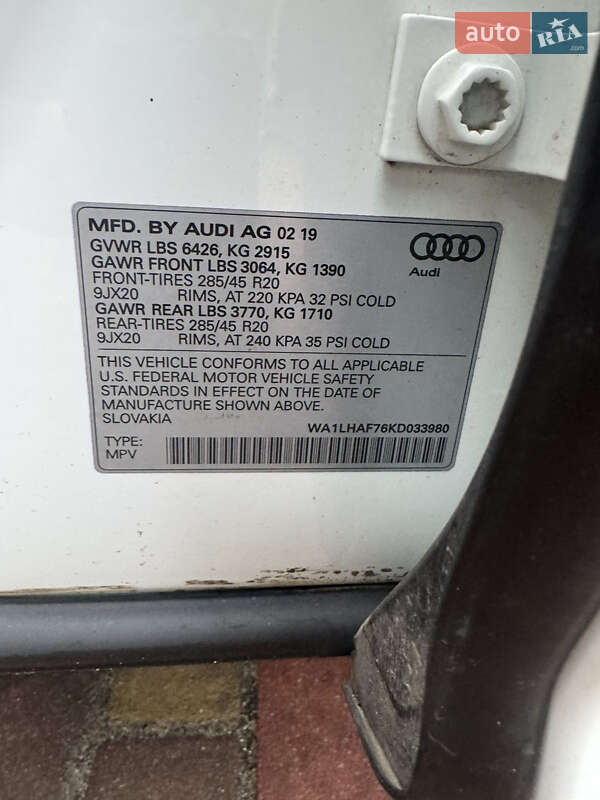 auto RIA .com
MFD. BY AUDI AG 02 19
GVWR LBS 6426, KG 2915
GAWR FRONT LBS 3064, KG 1390
FRONT-TIRES 285/45 R20
9JX20 RIMS, AT 220 KPA 32 PSI COLD
GAWR REAR LBS 3770, KG 1710
REAR-TIRES 285/45 R20
9JX20 RIMS, AT 240 KPA 35 PSI COLD
Audi
THIS VEHICLE CONFORMS TO ALL APPLICABLE
U.S. FEDERAL MOTOR VEHICLE SAFETY
STANDARDS IN EFFECT ON THE DATE OF
MANUFACTURE SHOWN ABOVE.
SLOVAKIA WA1LHAF76KD033980
TYPE:
MPV